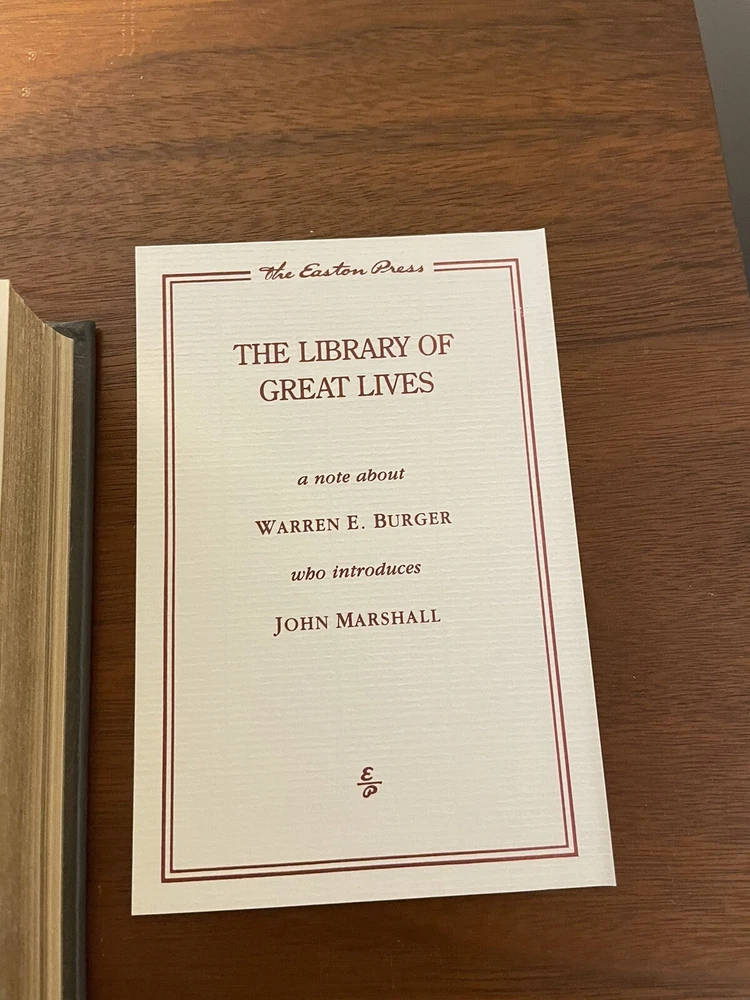 The Easton Press
THE LIBRARY OF
GREAT LIVES
a note about
WARREN E. BURGER
who introduces
JOHN MARSHALL
E
P